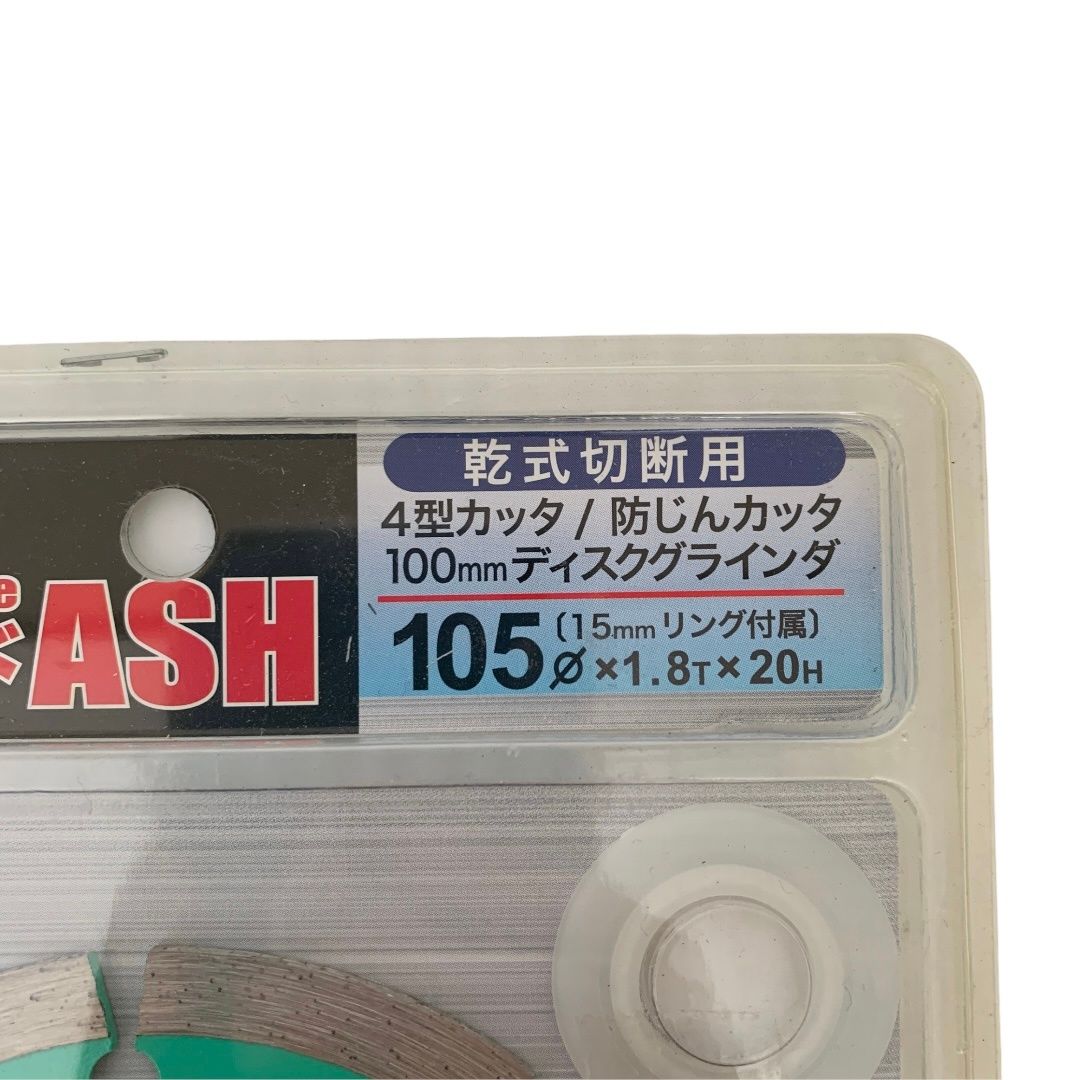 乾式切断用
4型カッタ / 防じんカッタ
100mmディスクグラインダ
105φ×1.8T×20H
〔15mmリング付属〕
e
ASH